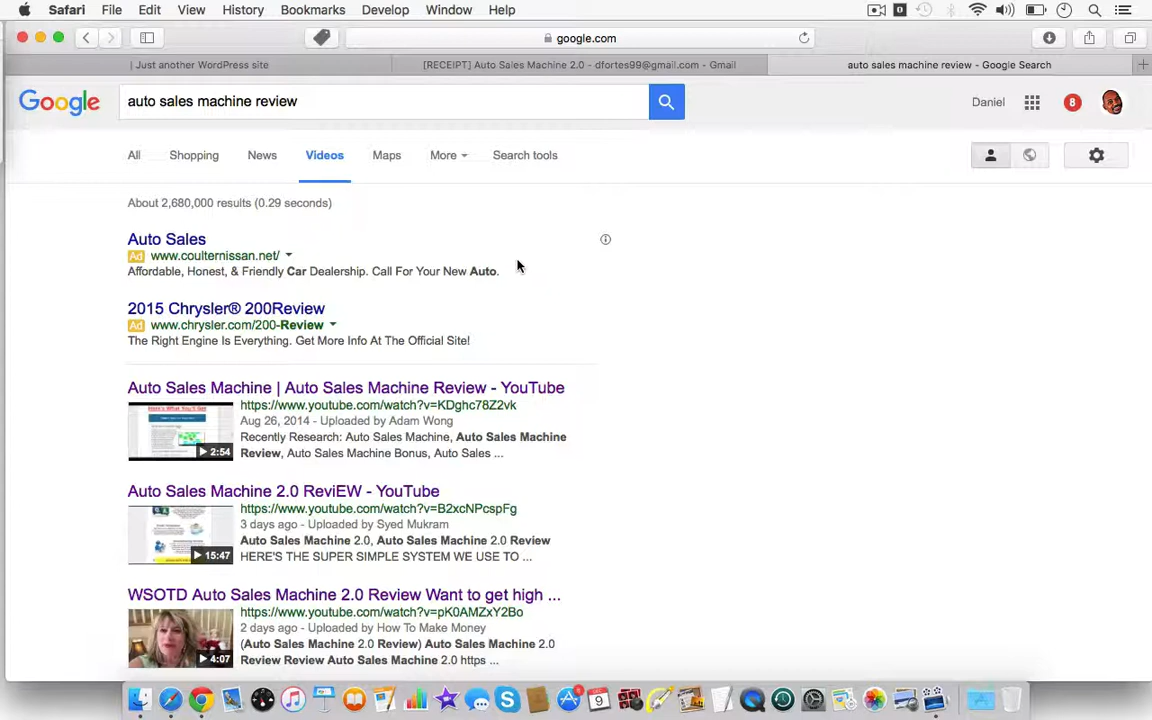 Safari File Edit View History Bookmarks Develop Window Help
google.com
| Just another WordPress site
[RECEIPT] Auto Sales Machine 2.0 - dfortes99@gmail.com - Gmail
auto sales machine review - Google Search
Google
auto sales machine review
Daniel
8
All Shopping News Videos Maps More Search tools
About 2,680,000 results (0.29 seconds)
Auto Sales
Ad www.coulternissan.net/
Affordable, Honest, & Friendly Car Dealership. Call For Your New Auto.
2015 Chrysler® 200Review
Ad www.chrysler.com/200-Review
The Right Engine Is Everything. Get More Info At The Official Site!
Auto Sales Machine | Auto Sales Machine Review - YouTube
https://www.youtube.com/watch?v=KDghc78Z2vk
Aug 26, 2014 - Uploaded by Adam Wong
Recently Research: Auto Sales Machine, Auto Sales Machine
Review, Auto Sales Machine Bonus, Auto Sales ...
2:54
Auto Sales Machine 2.0 ReviEW - YouTube
https://www.youtube.com/watch?v=B2xcNPcspFg
3 days ago - Uploaded by Syed Mukram
Auto Sales Machine 2.0, Auto Sales Machine 2.0 Review
HERE'S THE SUPER SIMPLE SYSTEM WE USE TO ...
15:47
WSOTD Auto Sales Machine 2.0 Review Want to get high ...
https://www.youtube.com/watch?v=pK0AMZxY2Bo
2 days ago - Uploaded by How To Make Money
(Auto Sales Machine 2.0 Review) Auto Sales Machine 2.0
Review Review Auto Sales Machine 2.0 https ...
4:07
9